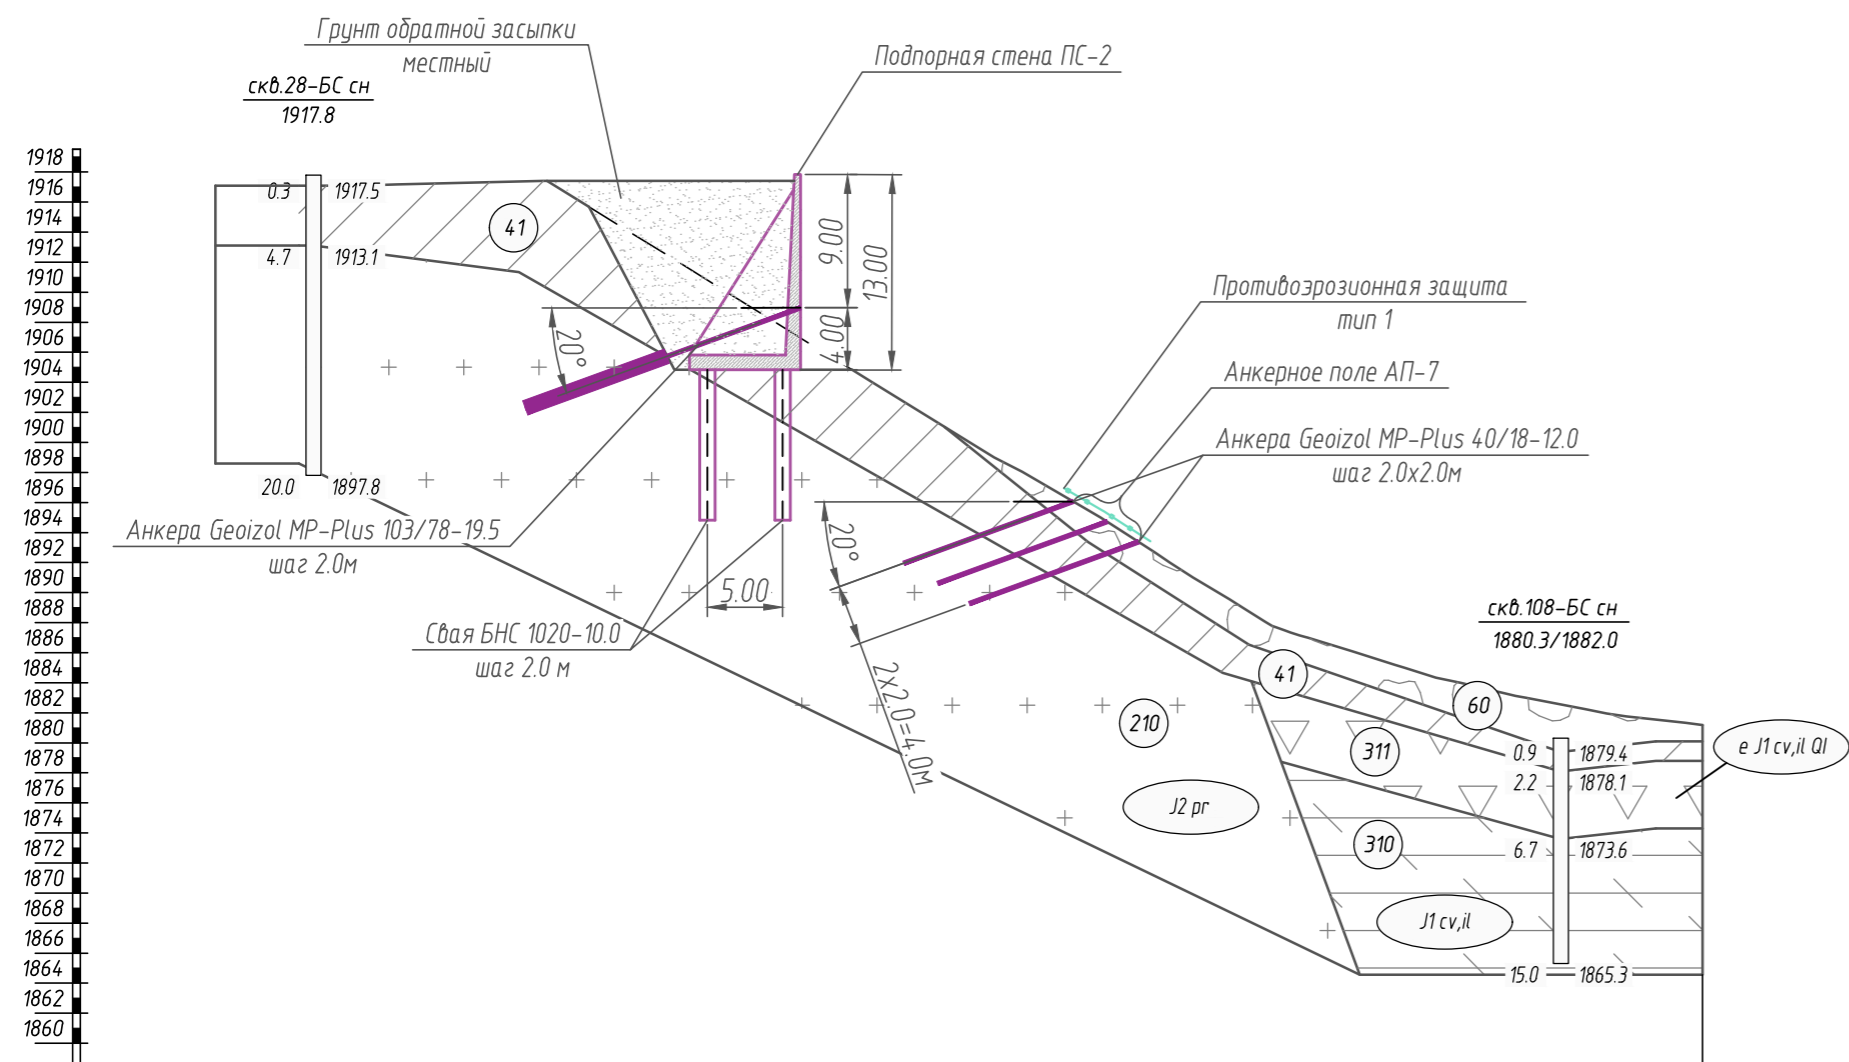 Грунт обратной засыпки
местный
Подпорная стена ПС-2
скв.28-БС сн
1917.8
1918
1916
1914
1912
1910
1908
1906
1904
1902
1900
1898
1896
1894
1892
1890
1888
1886
1884
1882
1880
1878
1876
1874
1872
1870
1868
1866
1864
1862
1860
0.3 1917.5
4.7 1913.1
20.0 1897.8
41
9.00
13.00
4.00
20°
Противоэрозионная защита
тип 1
Анкерное поле АП-7
Анкера Geoizol MP-Plus 40/18-12.0
шаг 2.0х2.0м
Анкера Geoizol MP-Plus 103/78-19.5
шаг 2.0м
20°
5.00
Свая БНС 1020-10.0
шаг 2.0 м
2х2.0=4.0м
скв.108-БС сн
1880.3/1882.0
41
60
210
311
310
J2 pr
J1 cv,il
e J1 cv,il QI
0.9 1879.4
2.2 1878.1
6.7 1873.6
15.0 1865.3